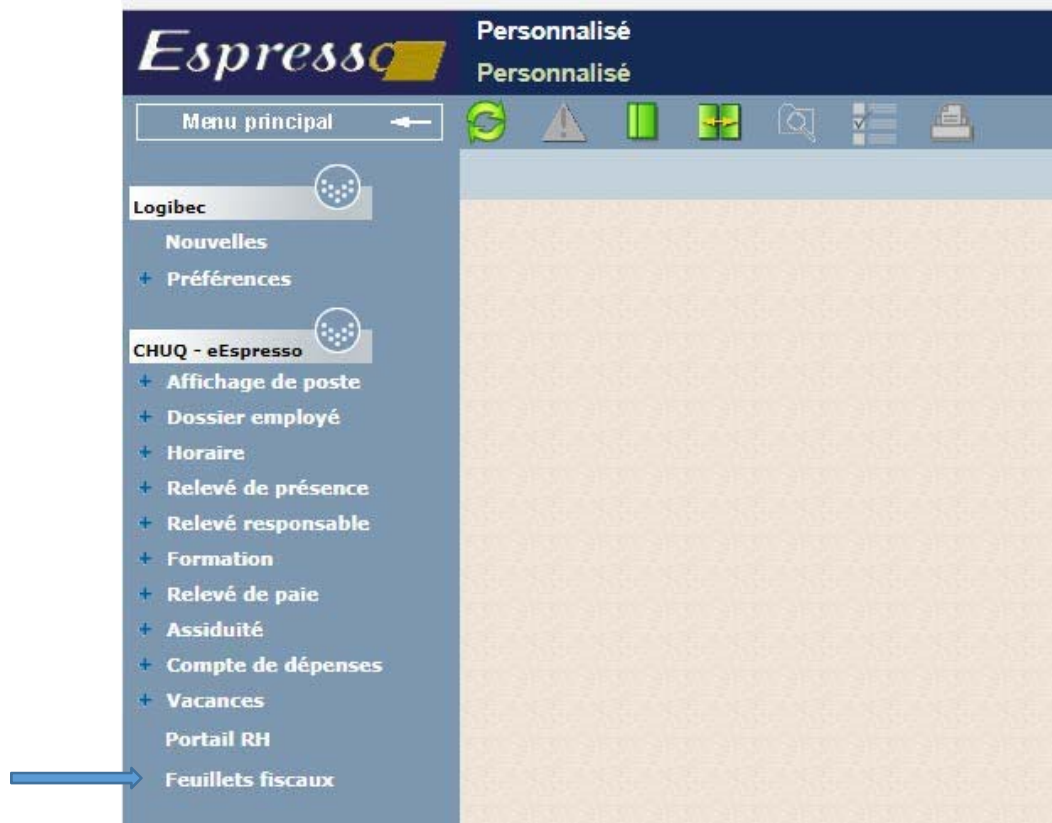 Espresso
Personnalisé
Personnalisé
Menu principal
Logibec
Nouvelles
+ Préférences
CHUQ - eEspresso
+ Affichage de poste
+ Dossier employé
+ Horaire
+ Relevé de présence
+ Relevé responsable
+ Formation
+ Relevé de paie
+ Assiduité
+ Compte de dépenses
+ Vacances
Portail RH
Feuillets fiscaux